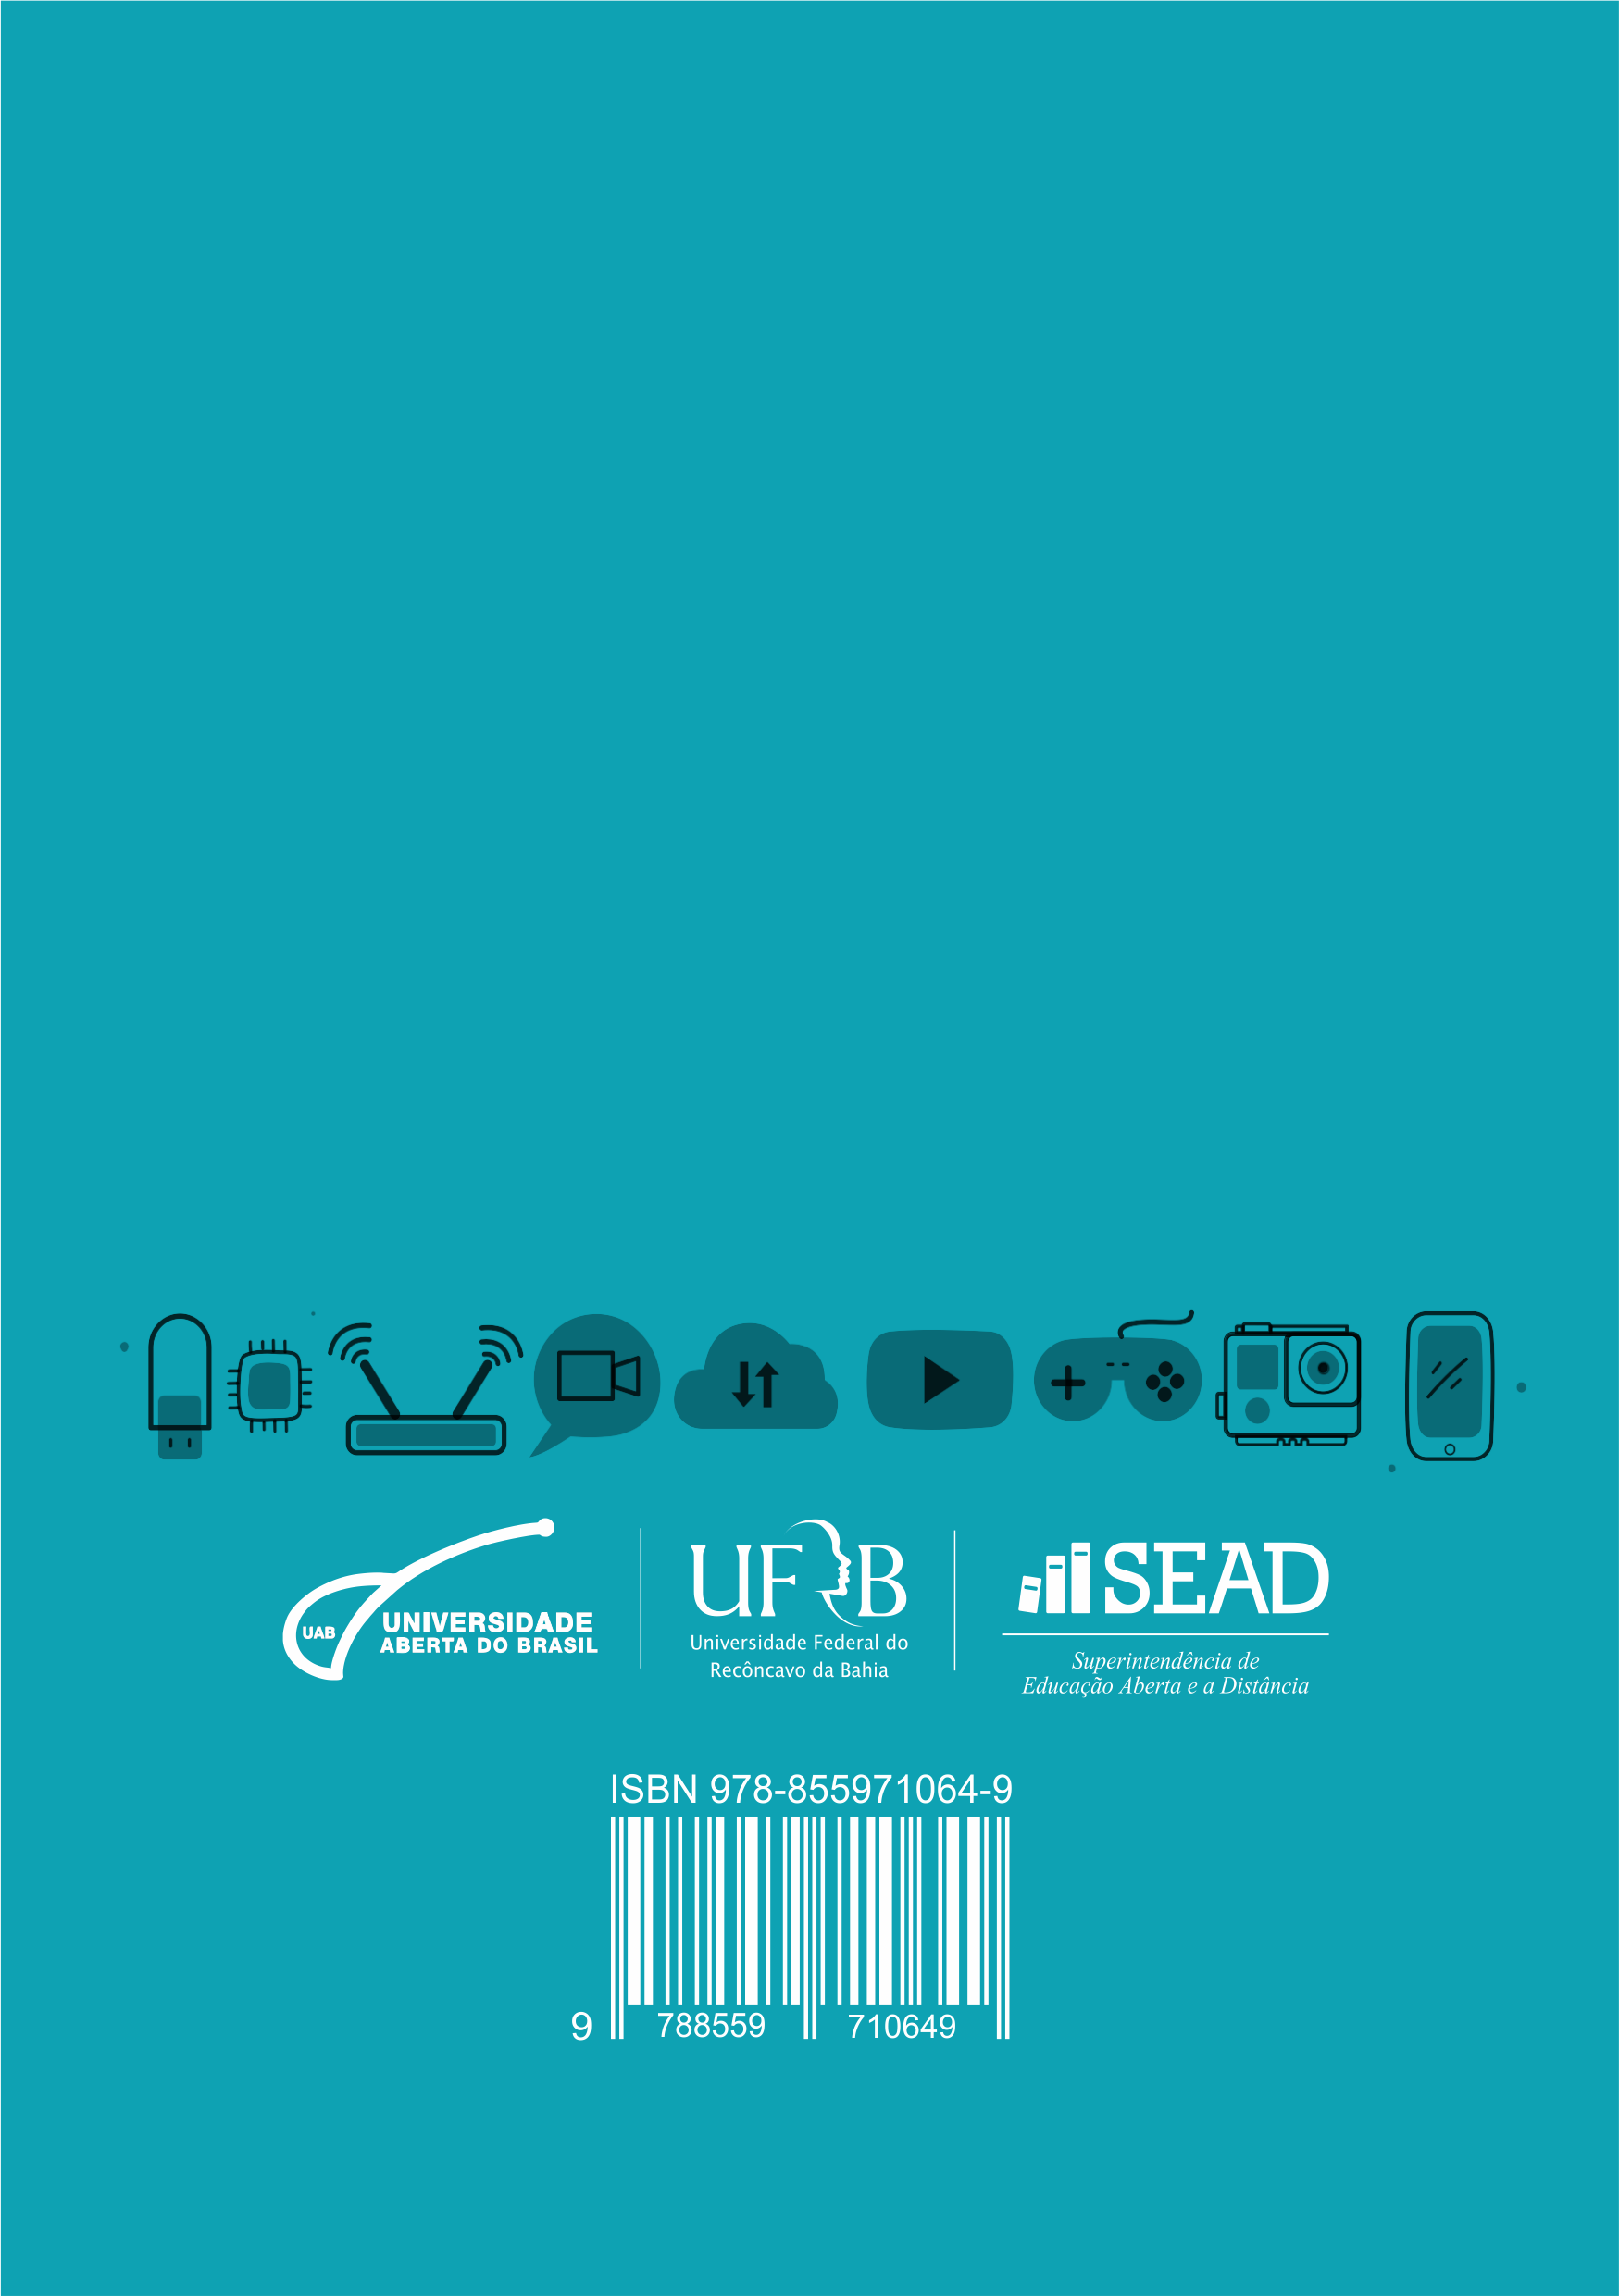 UAB
UNIVERSIDADE
ABERTA DO BRASIL
UFRB
Universidade Federal do
Recôncavo da Bahia
SEAD
Superintendência de
Educação Aberta e a Distância
ISBN 978-855971064-9
9 788559 710649